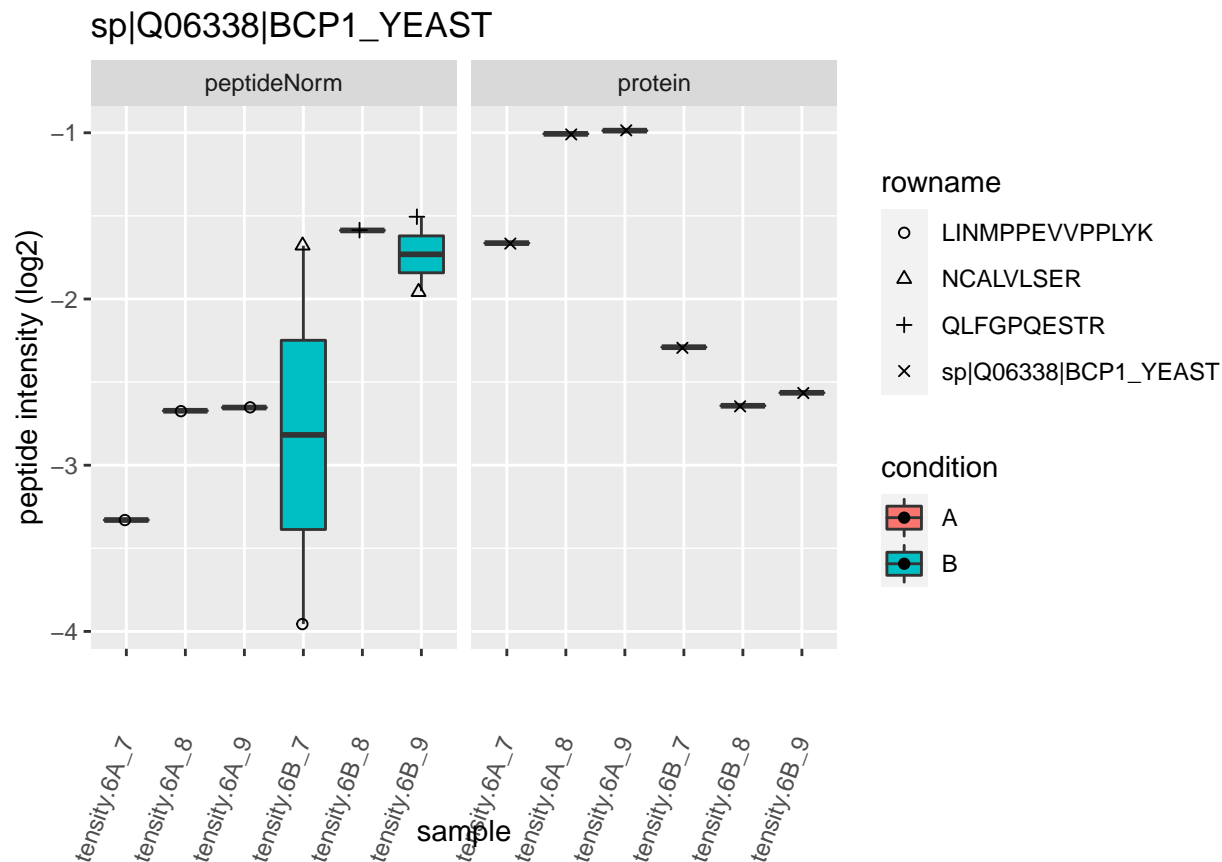 sp|Q06338|BCP1_YEAST
peptideNorm
protein
peptide intensity (log2)
−1
−2
−3
−4
tensity.6A_7
tensity.6A_8
tensity.6A_9
tensity.6B_7
tensity.6B_8
tensity.6B_9
tensity.6A_7
tensity.6A_8
tensity.6A_9
tensity.6B_7
tensity.6B_8
tensity.6B_9
sample
rowname
LINMPPEVVPPLYK
NCALVLSER
QLFGPQESTR
sp|Q06338|BCP1_YEAST
condition
A
B